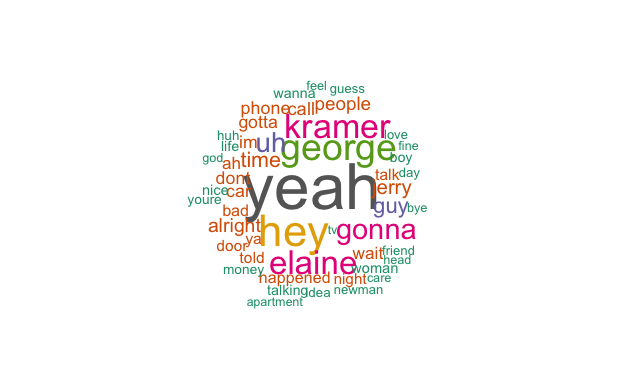 feel guess
wanna
phone call people
gotta kramer
huh love
life im uh george fine
god ah time boy
dont yeah talk day
nice car jerry
youre guy bye
bad
alright hey tv gonna
ya
door wait friend
told elaine head
money woman
happened night care
talking idea newman
apartment